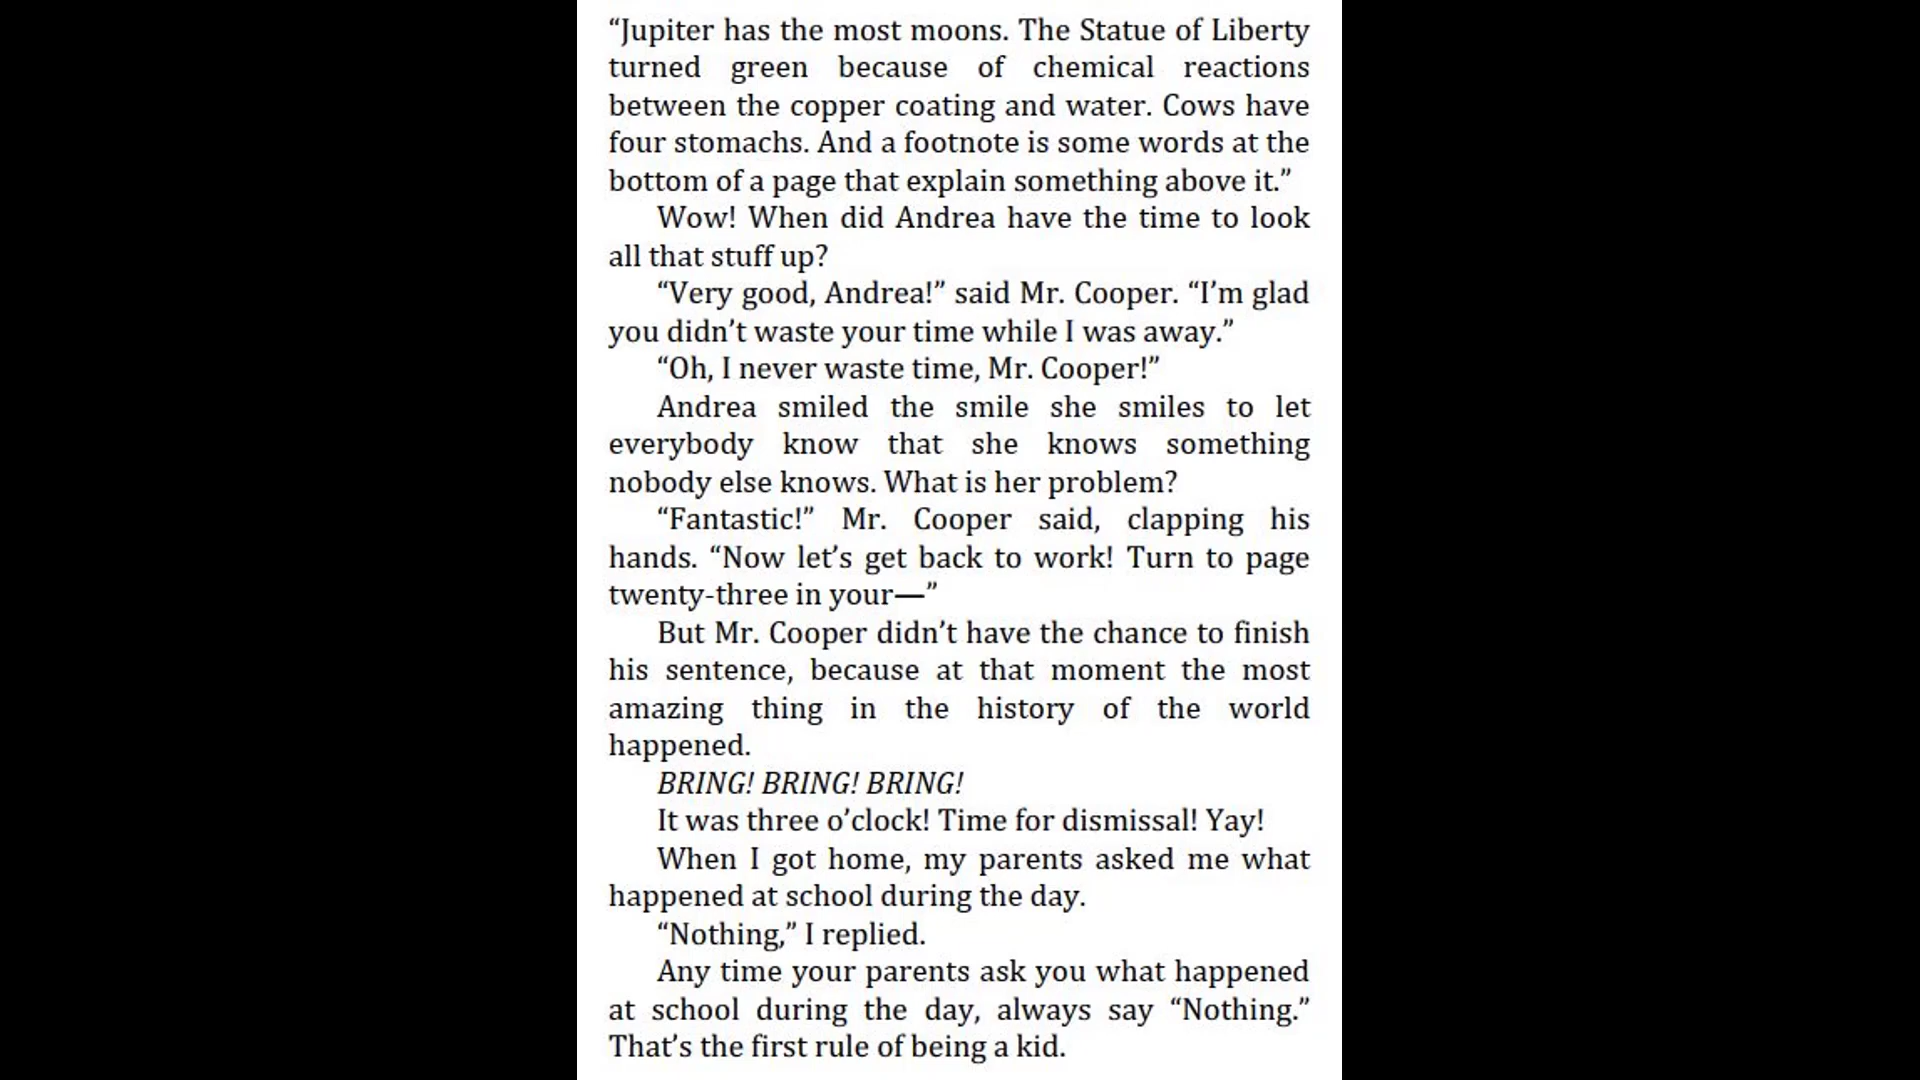 “Jupiter has the most moons. The Statue of Liberty
turned green because of chemical reactions
between the copper coating and water. Cows have
four stomachs. And a footnote is some words at the
bottom of a page that explain something above it.”
Wow! When did Andrea have the time to look
all that stuff up?
“Very good, Andrea!” said Mr. Cooper. “I’m glad
you didn’t waste your time while I was away.”
“Oh, I never waste time, Mr. Cooper!”
Andrea smiled the smile she smiles to let
everybody know that she knows something
nobody else knows. What is her problem?
“Fantastic!” Mr. Cooper said, clapping his
hands. “Now let’s get back to work! Turn to page
twenty-three in your—”
But Mr. Cooper didn’t have the chance to finish
his sentence, because at that moment the most
amazing thing in the history of the world
happened.
BRING! BRING! BRING!
It was three o’clock! Time for dismissal! Yay!
When I got home, my parents asked me what
happened at school during the day.
“Nothing,” I replied.
Any time your parents ask you what happened
at school during the day, always say “Nothing.”
That’s the first rule of being a kid.